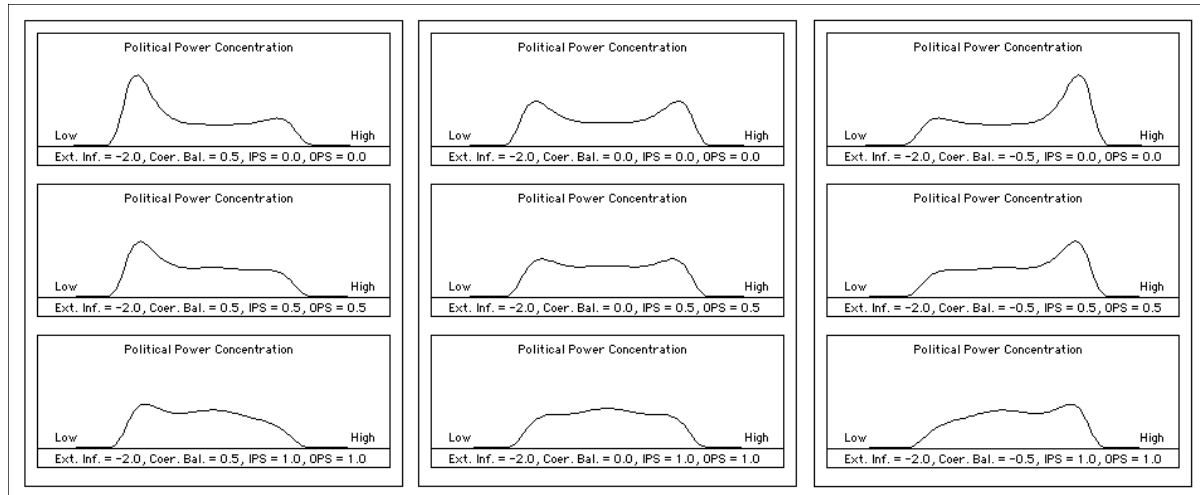 Political Power Concentration
Low High
Ext. Inf. = -2.0, Coer. Bal. = 0.5, IPS = 0.0, OPS = 0.0
Political Power Concentration
Low High
Ext. Inf. = -2.0, Coer. Bal. = 0.5, IPS = 0.5, OPS = 0.5
Political Power Concentration
Low High
Ext. Inf. = -2.0, Coer. Bal. = 0.5, IPS = 1.0, OPS = 1.0
Political Power Concentration
Low High
Ext. Inf. = -2.0, Coer. Bal. = 0.0, IPS = 0.0, OPS = 0.0
Political Power Concentration
Low High
Ext. Inf. = -2.0, Coer. Bal. = 0.0, IPS = 0.5, OPS = 0.5
Political Power Concentration
Low High
Ext. Inf. = -2.0, Coer. Bal. = 0.0, IPS = 1.0, OPS = 1.0
Political Power Concentration
Low High
Ext. Inf. = -2.0, Coer. Bal. = -0.5, IPS = 0.0, OPS = 0.0
Political Power Concentration
Low High
Ext. Inf. = -2.0, Coer. Bal. = -0.5, IPS = 0.5, OPS = 0.5
Political Power Concentration
Low High
Ext. Inf. = -2.0, Coer. Bal. = -0.5, IPS = 1.0, OPS = 1.0